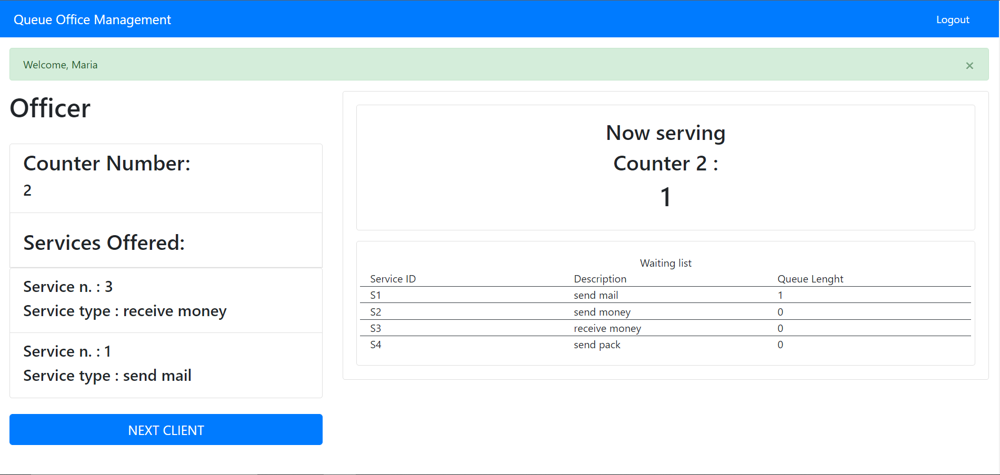 Queue Office Management
Logout
Welcome, Maria
×
Officer
Counter Number:
2
Services Offered:
Service n. : 3
Service type : receive money
Service n. : 1
Service type : send mail
NEXT CLIENT
Now serving
Counter 2 :
1
Waiting list
Service ID Description Queue Lenght
S1 send mail 1
S2 send money 0
S3 receive money 0
S4 send pack 0